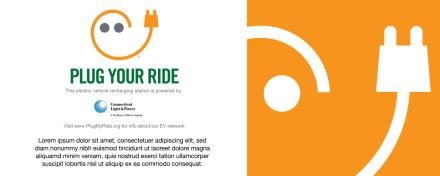 PLUG YOUR RIDE
This electric vehicle recharging station is powered by.
Connecticut
Light & Power
Visit www.PlugMyRide.org for info about our EV network.
Lorem ipsum dolor sit amet, consectetuer adipiscing elit, sed
diam nonummy nibh euismod tincidunt ut laoreet dolore magna
aliquamd minim veniam, quis nostrud exerci tation ullamcorper
suscipit lobortis nisl ut aliquip ex ea commodo consequat.